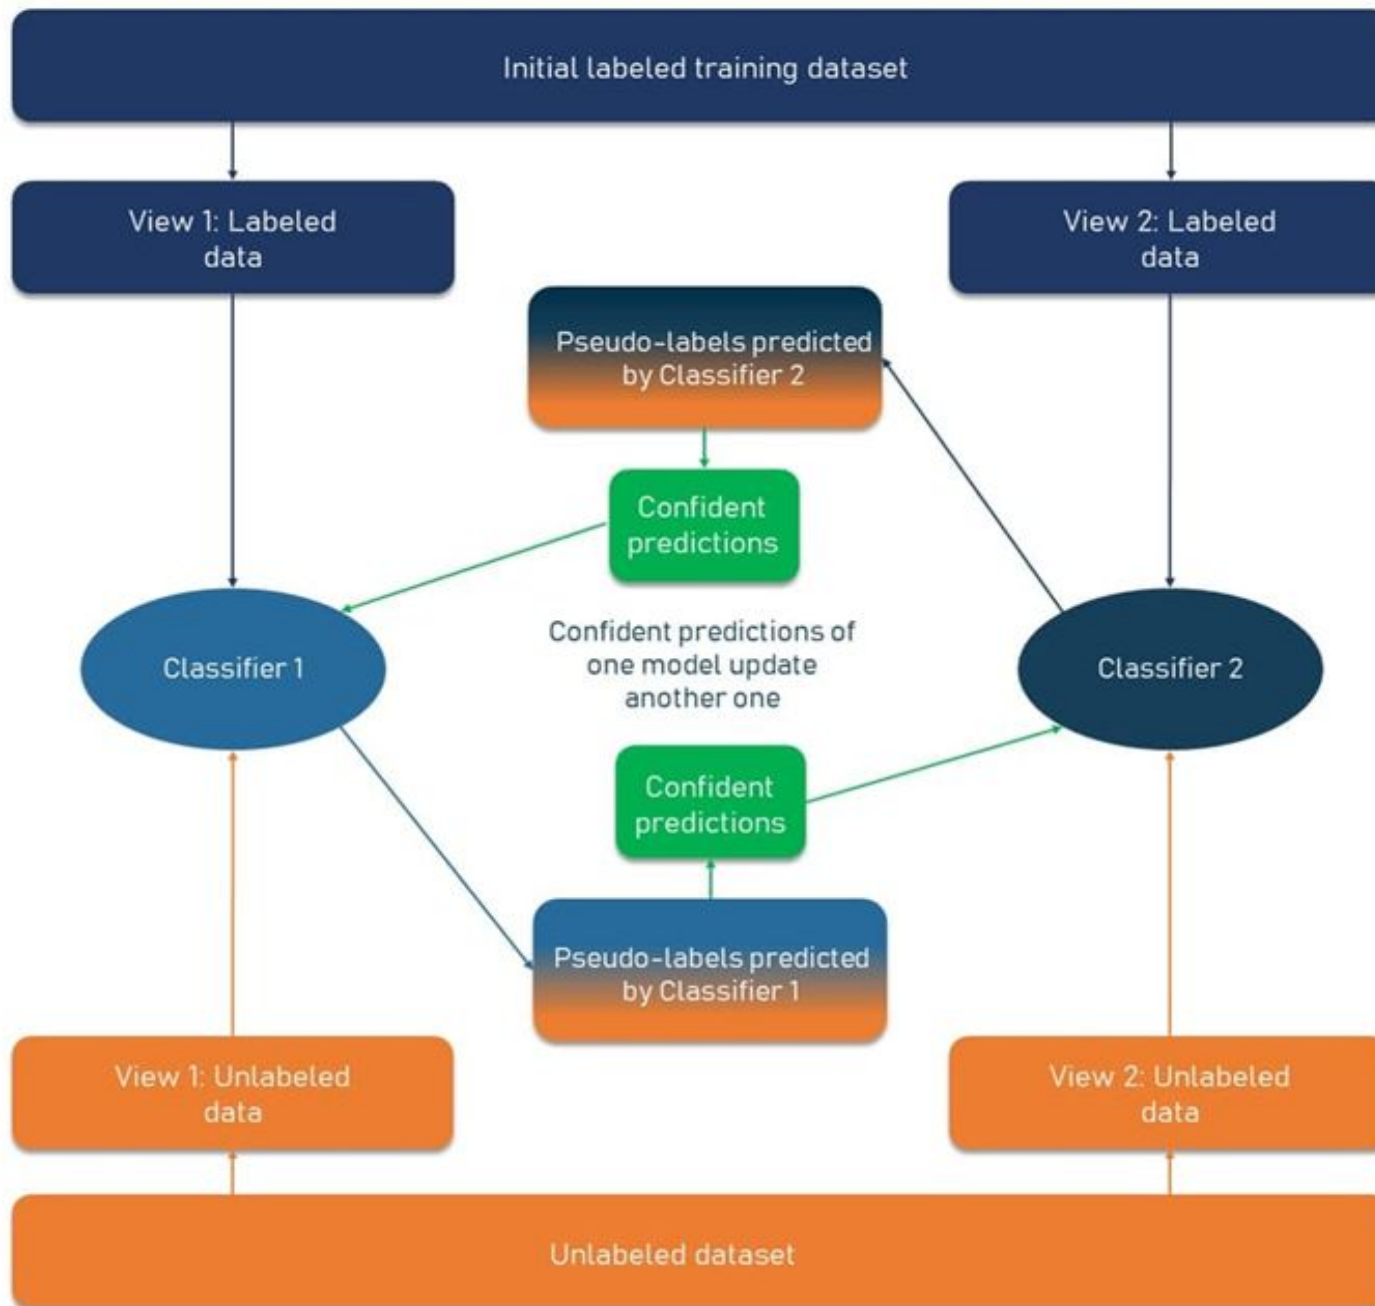 Initial labeled training dataset
View 1: Labeled
data
View 2: Labeled
data
Pseudo-labels predicted
by Classifier 2
Confident
predictions
Classifier 1
Confident predictions of
one model update
another one
Classifier 2
Confident
predictions
Pseudo-labels predicted
by Classifier 1
View 1: Unlabeled
data
View 2: Unlabeled
data
Unlabeled dataset